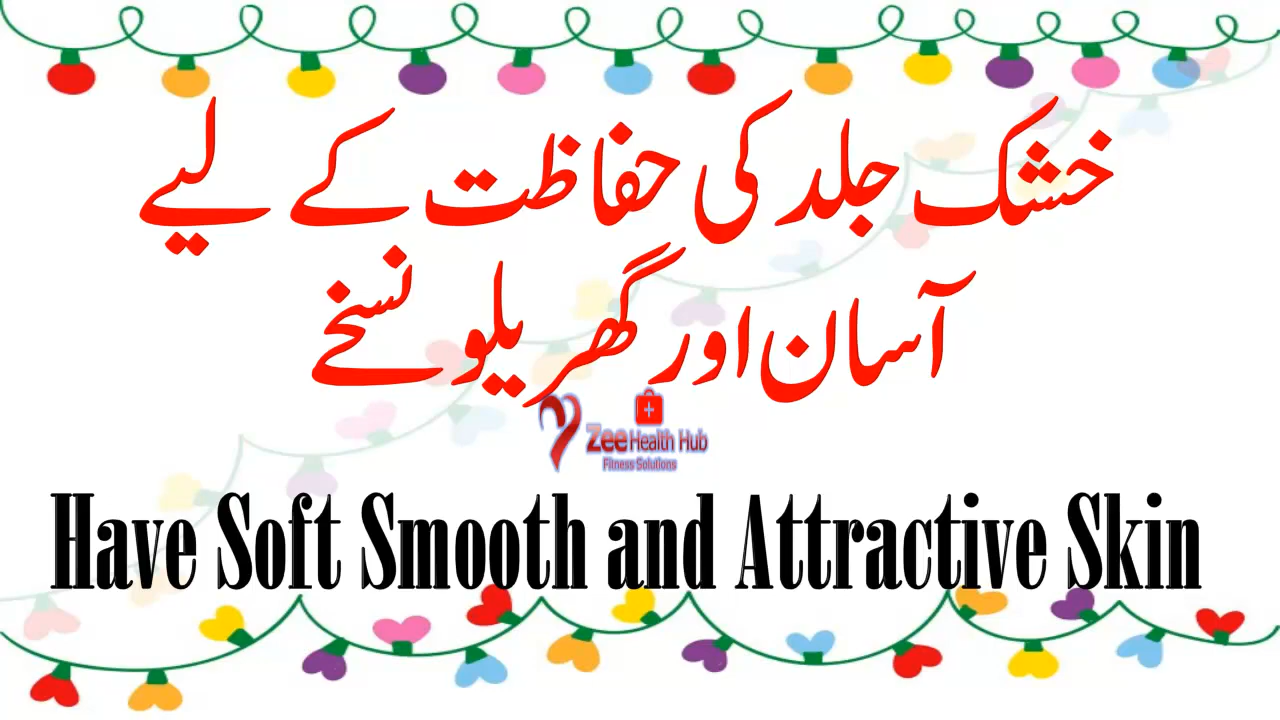 خشک جلد کی حفاظت کے لیے
آسان اور گھریلو نسخے
Zee Health Hub
Fitness Solutions
Have Soft Smooth and Attractive Skin